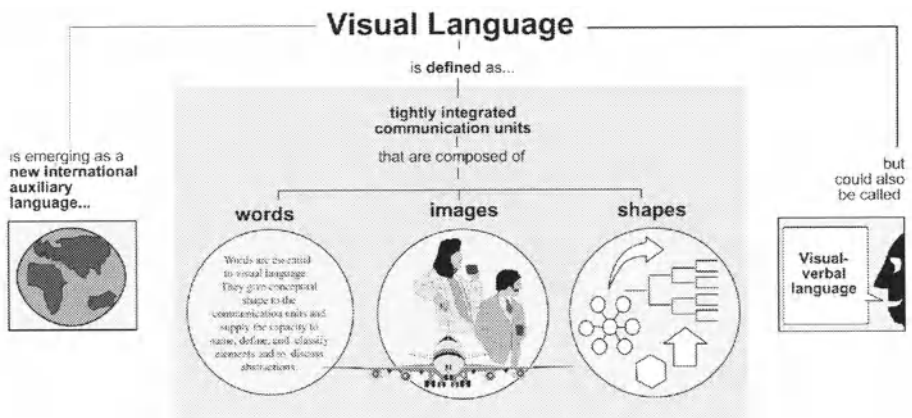 Visual Language
is defined as...
tightly integrated
communication units
that are composed of
is emerging as a
new international
auxiliary
language...
words
images
shapes
Words are essential
to visual language.
They give conceptual
shape to the
communication units and
supply the capacity to
name, define, and classify
elements and to discuss
abstractions.
but
could also
be called
Visual-
verbal
language